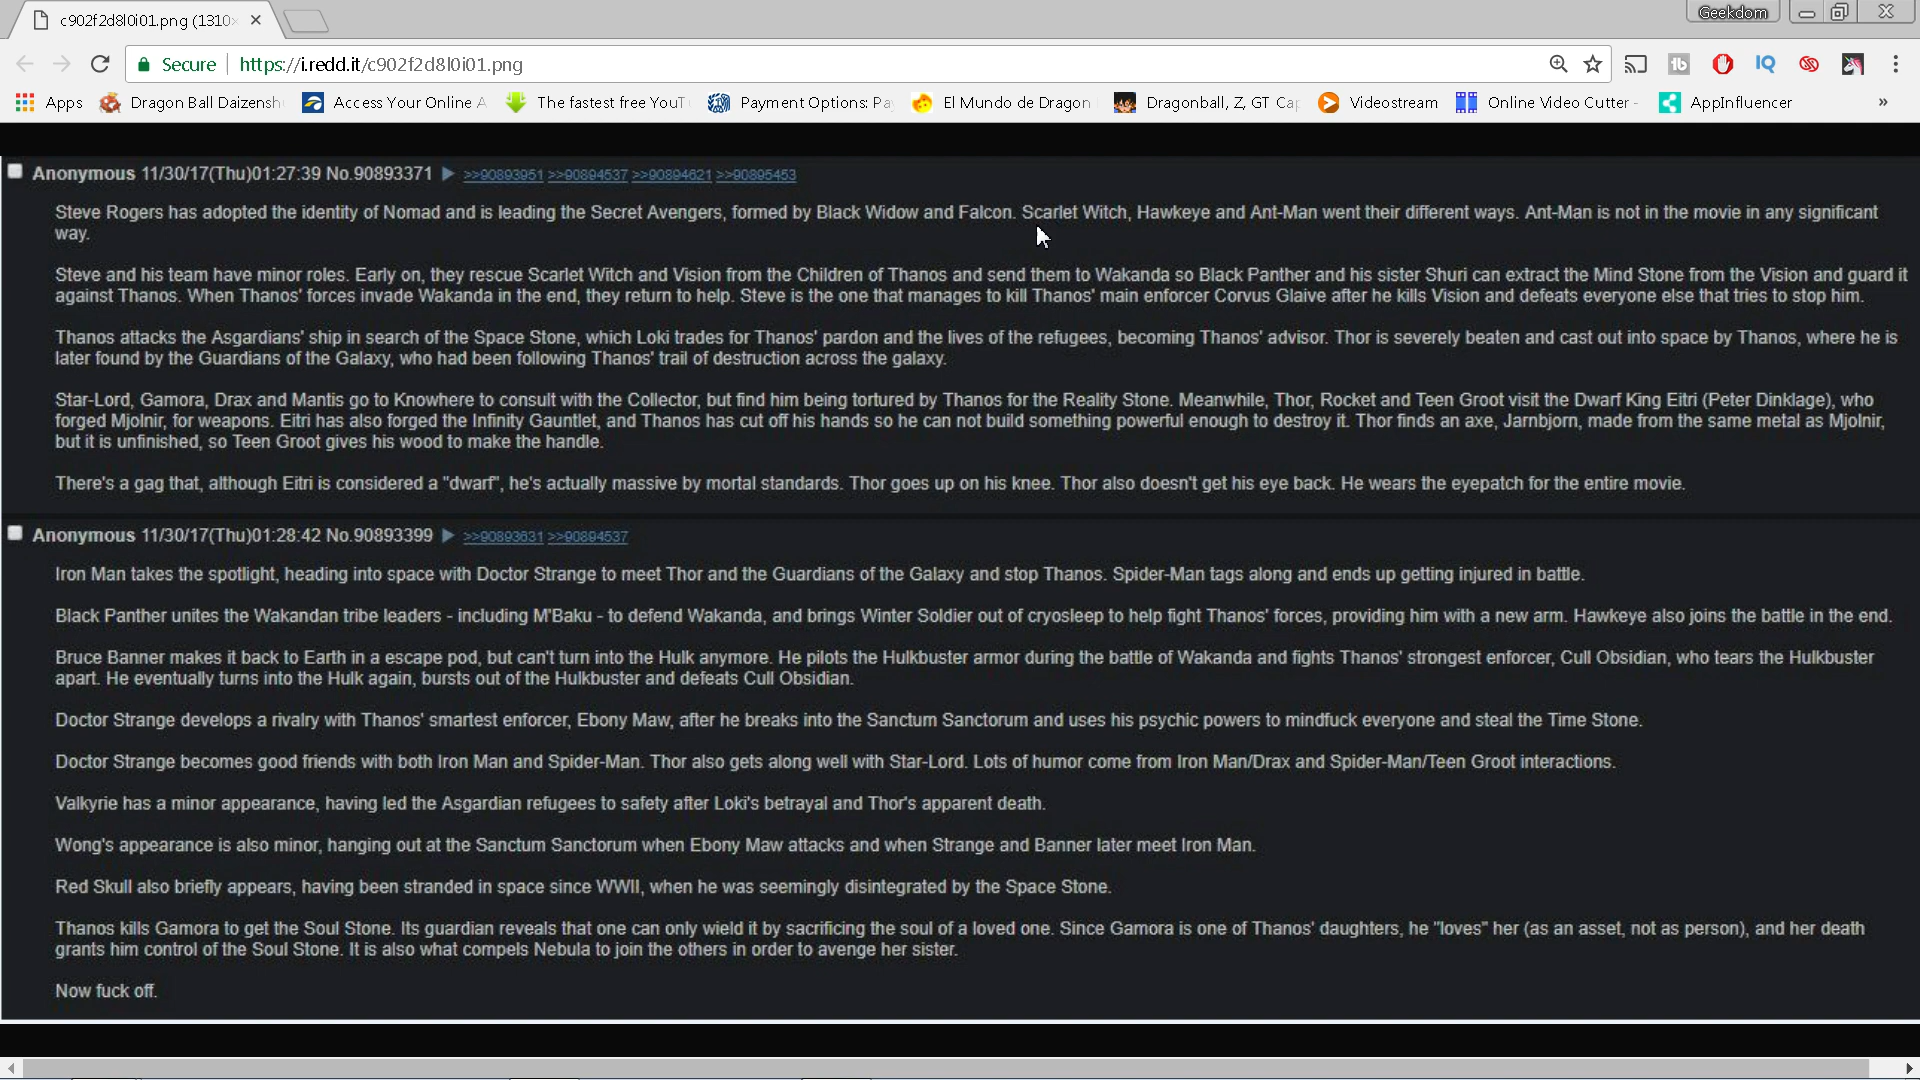 c902f2d8l0i01.png (1310×
Geekdom
Secure
https://i.redd.it/c902f2d8l0i01.png
Apps
Dragon Ball Daizensh
Access Your Online A
The fastest free YouT
Payment Options: Pa
El Mundo de Dragon
Dragonball, Z, GT Ca
Videostream
Online Video Cutter -
AppInfluencer
»
Anonymous 11/30/17(Thu)01:27:39 No.90893371 ▶ >>90893951 >>90894537 >>90894621 >>90895453
Steve Rogers has adopted the identity of Nomad and is leading the Secret Avengers, formed by Black Widow and Falcon. Scarlet Witch, Hawkeye and Ant-Man went their different ways. Ant-Man is not in the movie in any significant
way.
Steve and his team have minor roles. Early on, they rescue Scarlet Witch and Vision from the Children of Thanos and send them to Wakanda so Black Panther and his sister Shuri can extract the Mind Stone from the Vision and guard it
against Thanos. When Thanos' forces invade Wakanda in the end, they return to help. Steve is the one that manages to kill Thanos' main enforcer Corvus Glaive after he kills Vision and defeats everyone else that tries to stop him.
Thanos attacks the Asgardians' ship in search of the Space Stone, which Loki trades for Thanos' pardon and the lives of the refugees, becoming Thanos' advisor. Thor is severely beaten and cast out into space by Thanos, where he is
later found by the Guardians of the Galaxy, who had been following Thanos' trail of destruction across the galaxy.
Star-Lord, Gamora, Drax and Mantis go to Knowhere to consult with the Collector, but find him being tortured by Thanos for the Reality Stone. Meanwhile, Thor, Rocket and Teen Groot visit the Dwarf King Eitri (Peter Dinklage), who
forged Mjolnir, for weapons. Eitri has also forged the Infinity Gauntlet, and Thanos has cut off his hands so he can not build something powerful enough to destroy it. Thor finds an axe, Jarnbjorn, made from the same metal as Mjolnir,
but it is unfinished, so Teen Groot gives his wood to make the handle.
There's a gag that, although Eitri is considered a "dwarf", he's actually massive by mortal standards. Thor goes up on his knee. Thor also doesn't get his eye back. He wears the eyepatch for the entire movie.
Anonymous 11/30/17(Thu)01:28:42 No.90893399 ▶ >>90893631 >>90894537
Iron Man takes the spotlight, heading into space with Doctor Strange to meet Thor and the Guardians of the Galaxy and stop Thanos. Spider-Man tags along and ends up getting injured in battle.
Black Panther unites the Wakandan tribe leaders - including M'Baku - to defend Wakanda, and brings Winter Soldier out of cryosleep to help fight Thanos' forces, providing him with a new arm. Hawkeye also joins the battle in the end.
Bruce Banner makes it back to Earth in a escape pod, but can't turn into the Hulk anymore. He pilots the Hulkbuster armor during the battle of Wakanda and fights Thanos' strongest enforcer, Cull Obsidian, who tears the Hulkbuster
apart. He eventually turns into the Hulk again, bursts out of the Hulkbuster and defeats Cull Obsidian.
Doctor Strange develops a rivalry with Thanos' smartest enforcer, Ebony Maw, after he breaks into the Sanctum Sanctorum and uses his psychic powers to mindfuck everyone and steal the Time Stone.
Doctor Strange becomes good friends with both Iron Man and Spider-Man. Thor also gets along well with Star-Lord. Lots of humor come from Iron Man/Drax and Spider-Man/Teen Groot interactions.
Valkyrie has a minor appearance, having led the Asgardian refugees to safety after Loki's betrayal and Thor's apparent death.
Wong's appearance is also minor, hanging out at the Sanctum Sanctorum when Ebony Maw attacks and when Strange and Banner later meet Iron Man.
Red Skull also briefly appears, having been stranded in space since WWII, when he was seemingly disintegrated by the Space Stone.
Thanos kills Gamora to get the Soul Stone. Its guardian reveals that one can only wield it by sacrificing the soul of a loved one. Since Gamora is one of Thanos' daughters, he "loves" her (as an asset, not as person), and her death
grants him control of the Soul Stone. It is also what compels Nebula to join the others in order to avenge her sister.
Now fuck off.